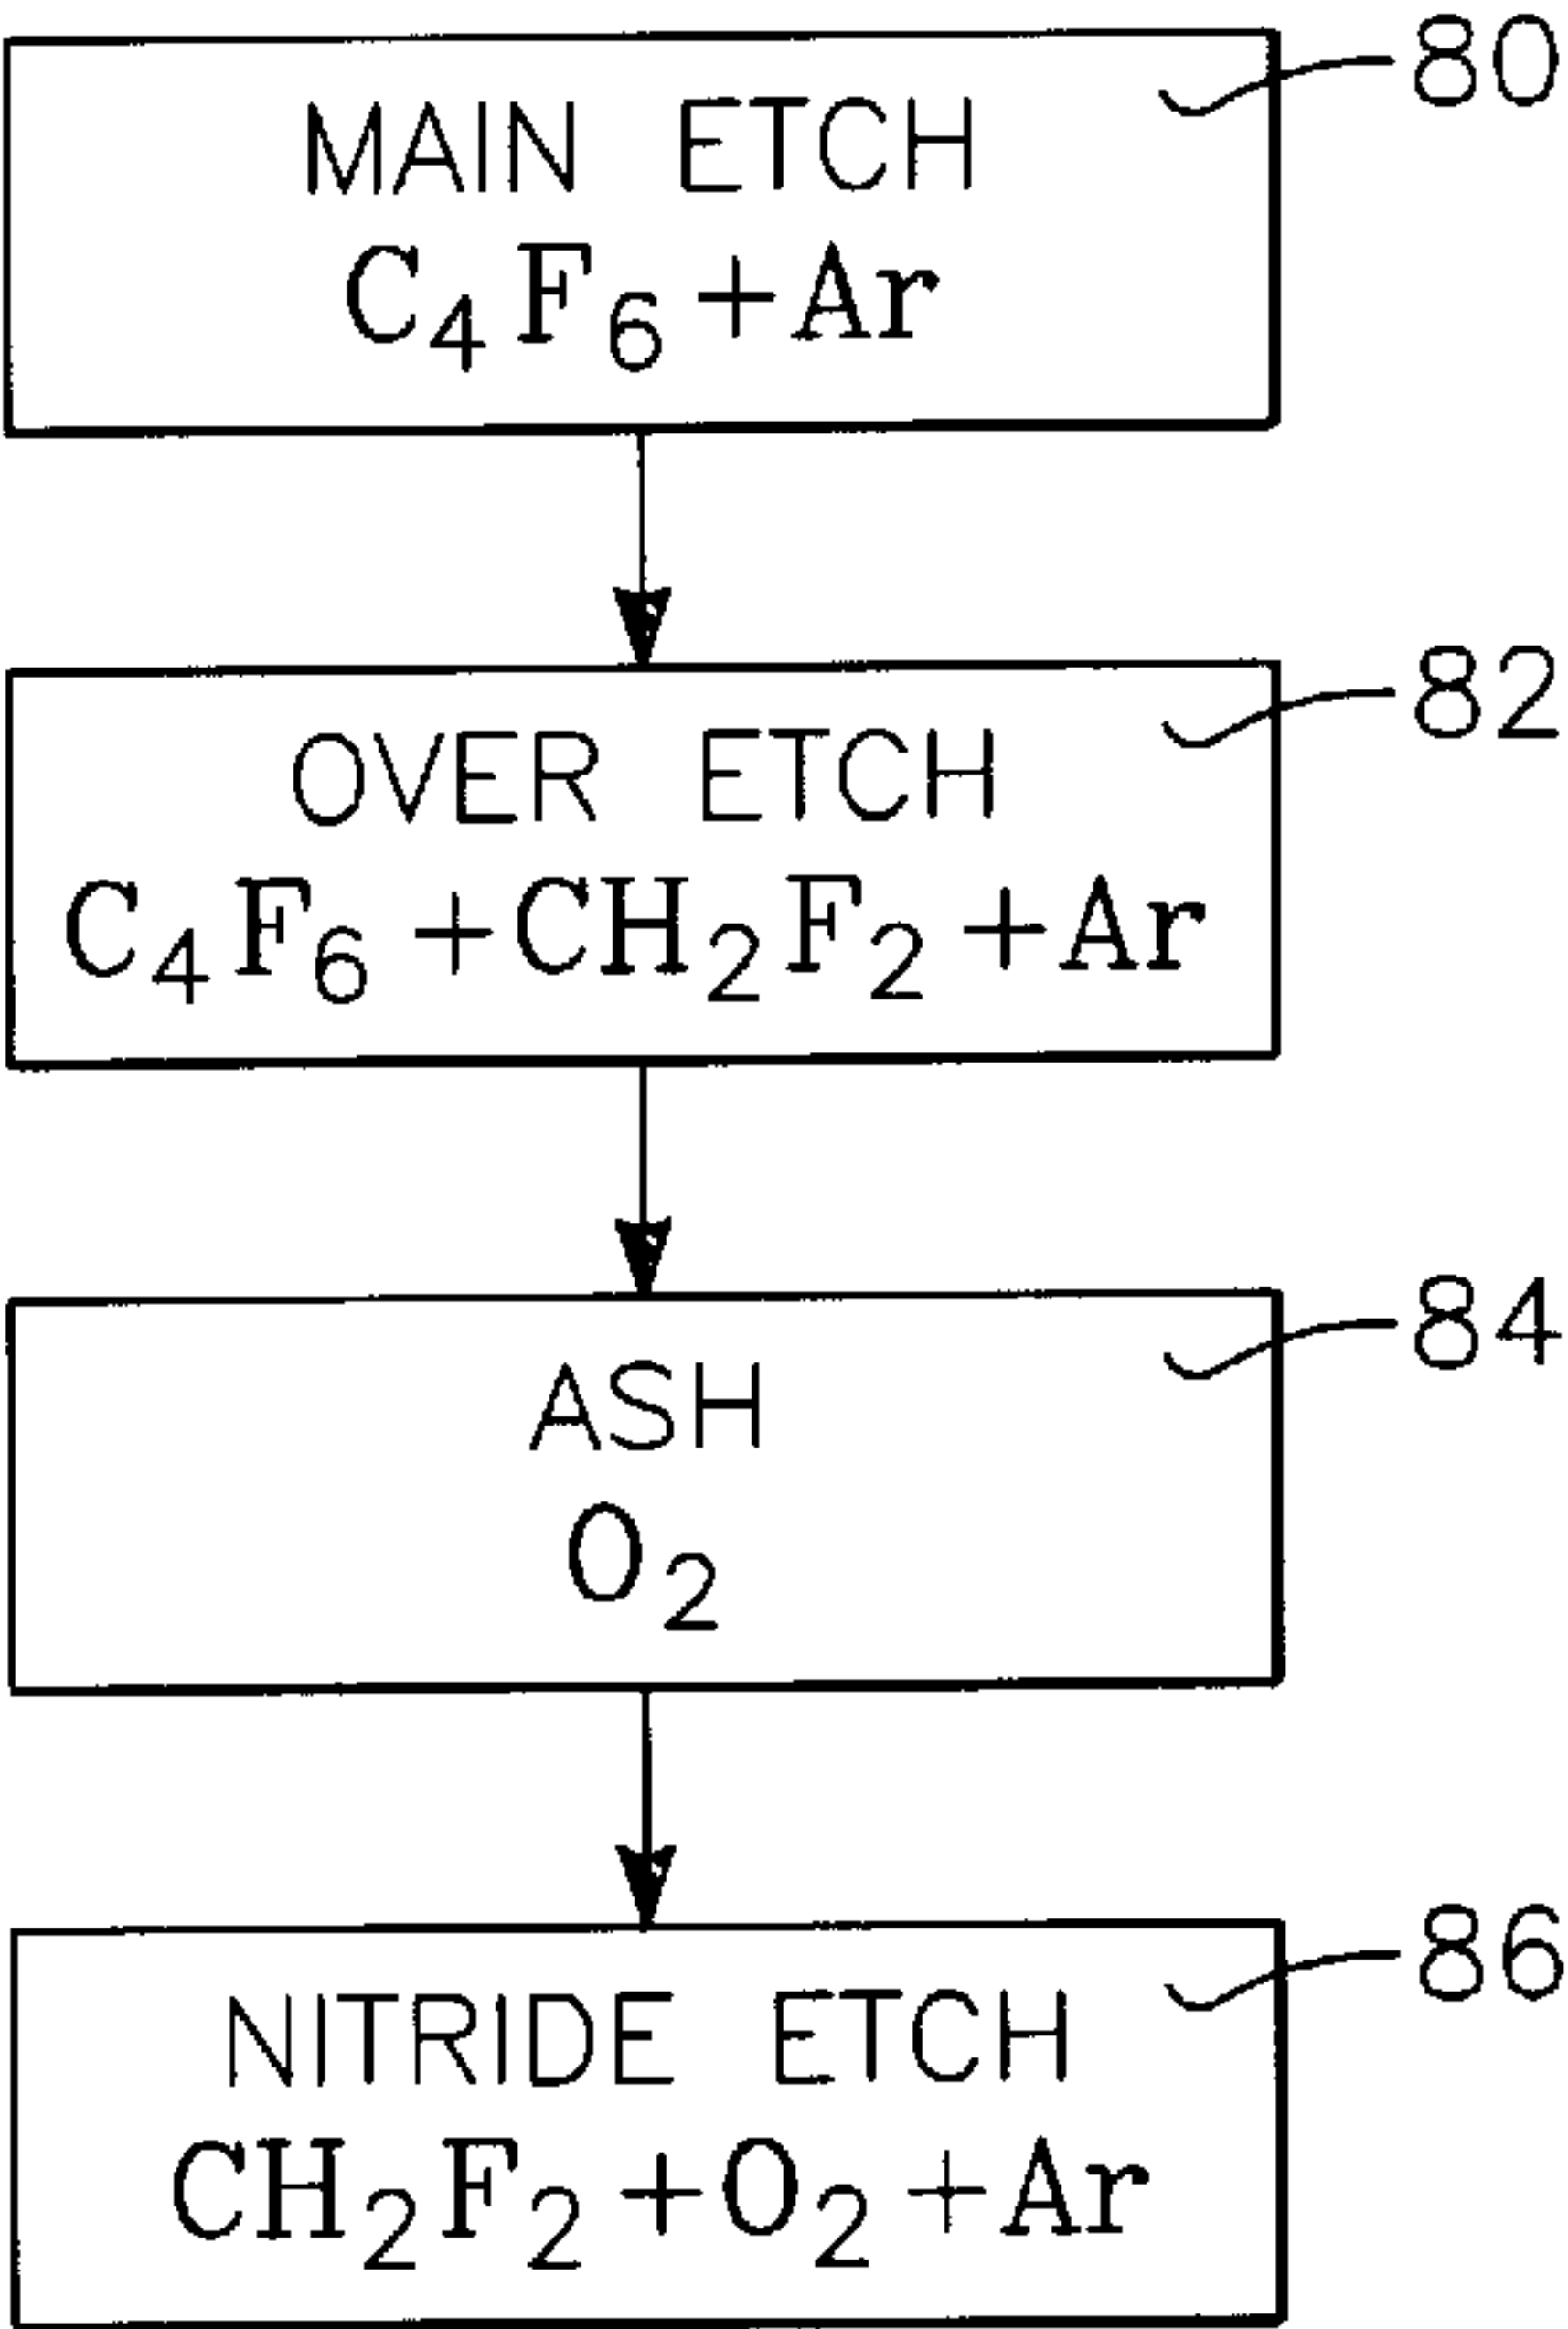 80
MAIN ETCH
C₄F₆+Ar
82
OVER ETCH
C₄F₆+CH₂F₂+Ar
84
ASH
O₂
86
NITRIDE ETCH
CH₂F₂+O₂+Ar